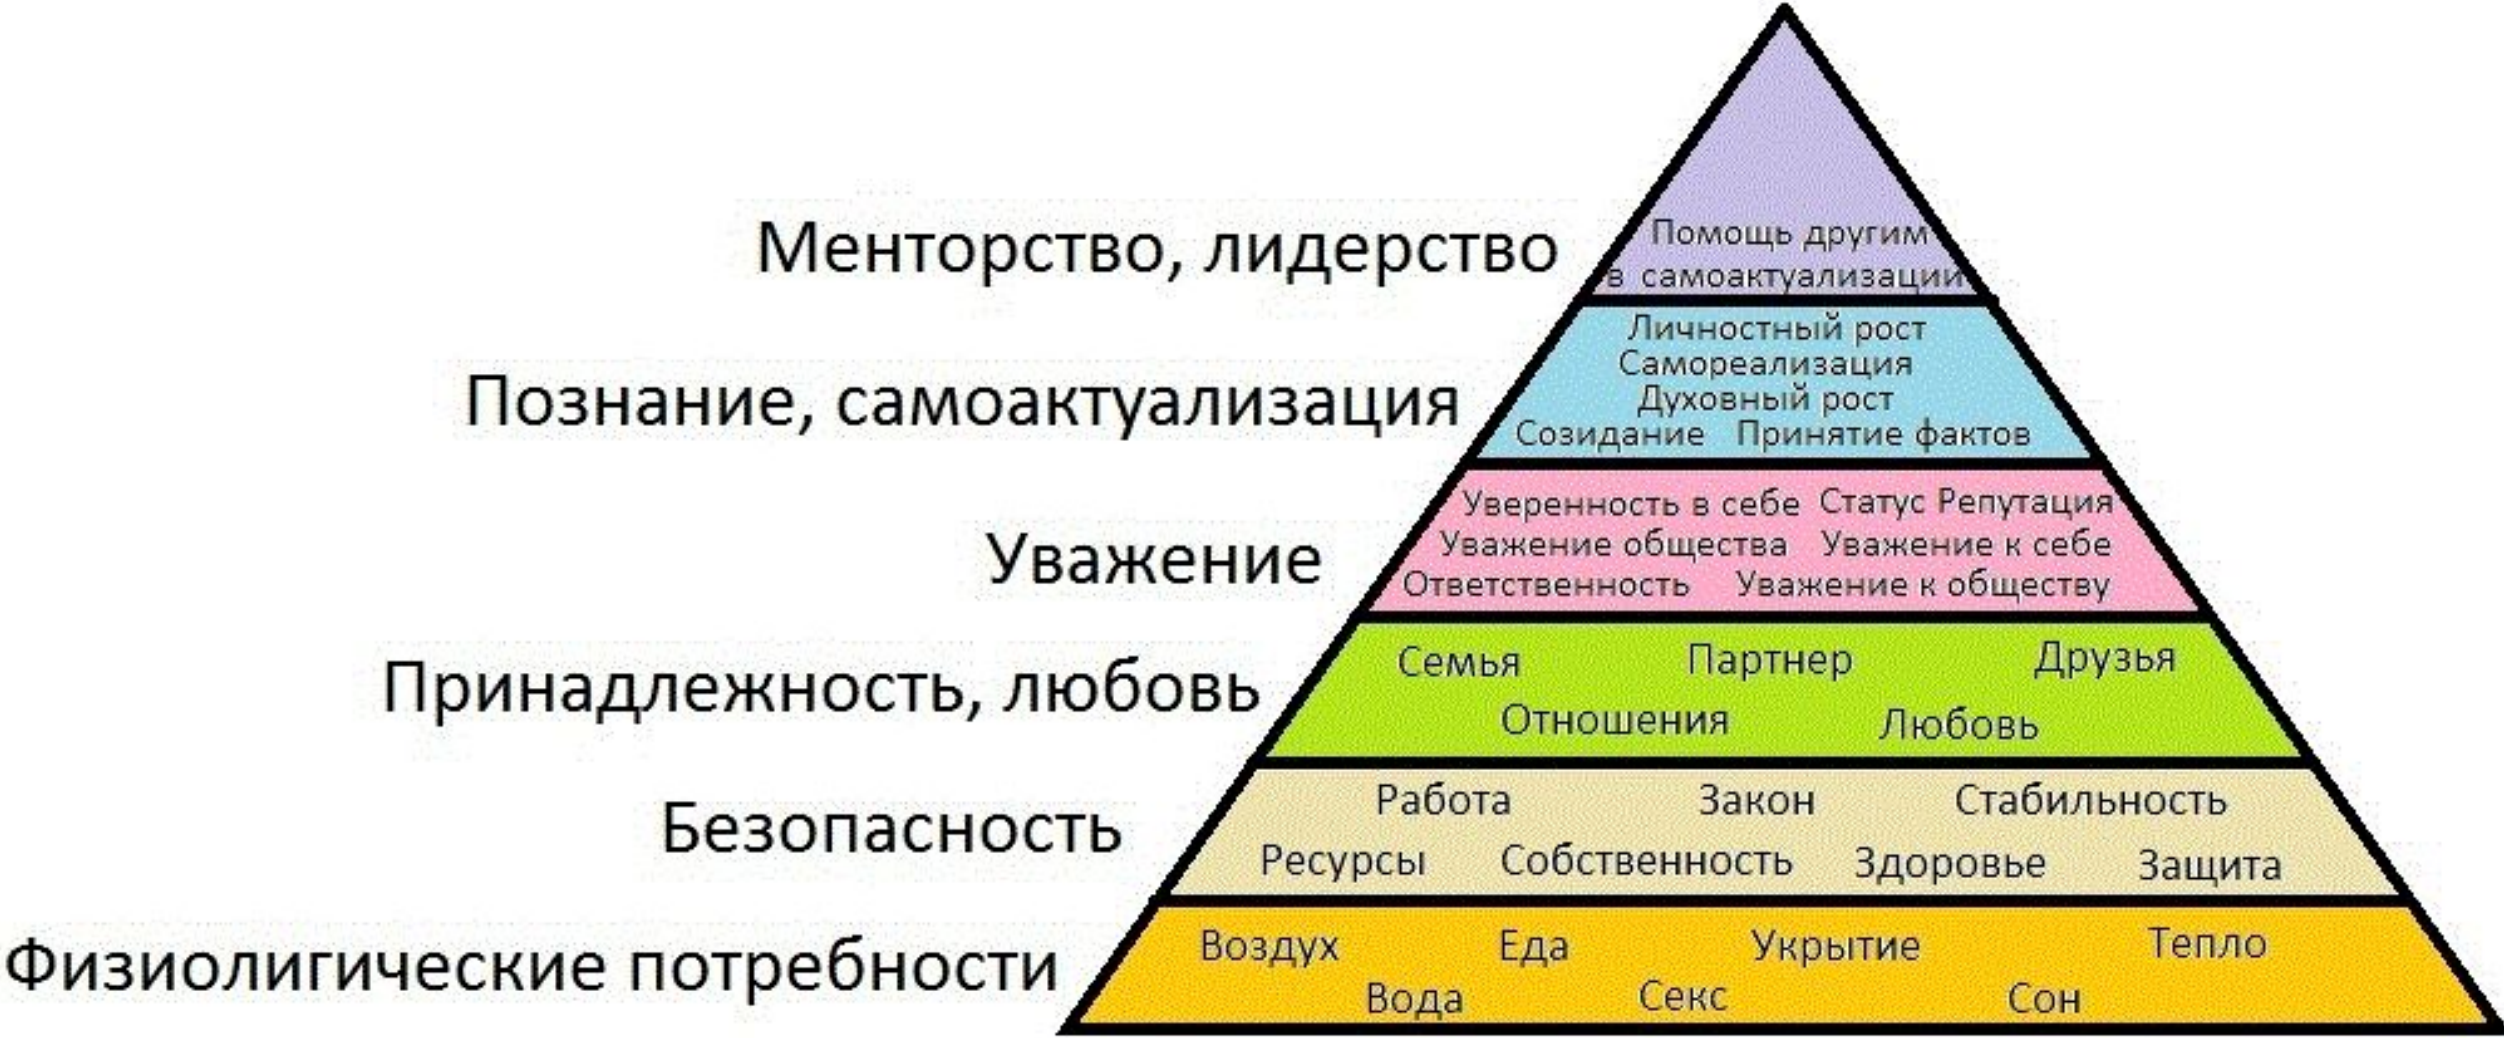 Менторство, лидерство
Помощь другим
в самоактуализации
Познание, самоактуализация
Личностный рост
Самореализация
Духовный рост
Созидание Принятие фактов
Уважение
Уверенность в себе Статус Репутация
Уважение общества Уважение к себе
Ответственность Уважение к обществу
Принадлежность, любовь
Семья Партнер Друзья
Отношения Любовь
Безопасность
Работа Закон Стабильность
Ресурсы Собственность Здоровье Защита
Физиолигические потребности
Воздух Еда Укрытие Тепло
Вода Секс Сон